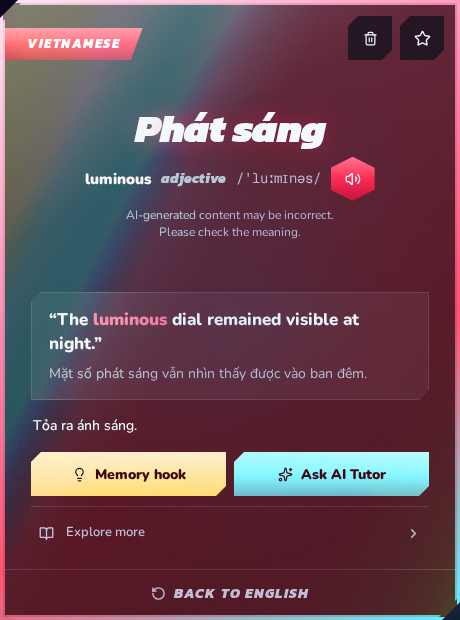 VIETNAMESE
Phát sáng
luminous adjective /ˈluːmɪnəs/
AI-generated content may be incorrect.
Please check the meaning.
“The luminous dial remained visible at
night.”
Mặt số phát sáng vẫn nhìn thấy được vào ban đêm.
Tỏa ra ánh sáng.
Memory hook
Ask AI Tutor
Explore more
BACK TO ENGLISH